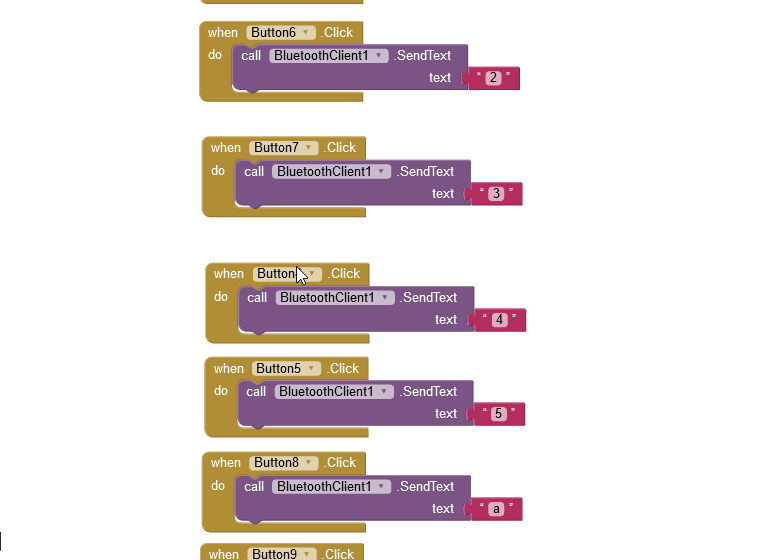 when Button6 .Click
do call BluetoothClient1 .SendText
text “ 2 ”
when Button7 .Click
do call BluetoothClient1 .SendText
text “ 3 ”
when Button .Click
do call BluetoothClient1 .SendText
text “ 4 ”
when Button5 .Click
do call BluetoothClient1 .SendText
text “ 5 ”
when Button8 .Click
do call BluetoothClient1 .SendText
text “ a ”
when Button9 .Click